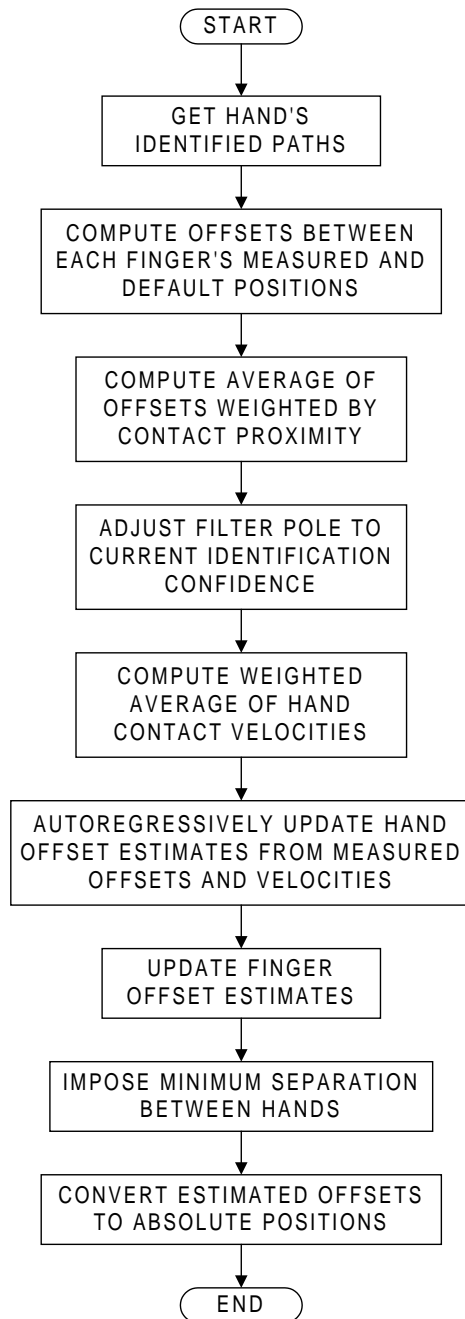 START
GET HAND'S
IDENTIFIED PATHS
COMPUTE OFFSETS BETWEEN
EACH FINGER'S MEASURED AND
DEFAULT POSITIONS
COMPUTE AVERAGE OF
OFFSETS WEIGHTED BY
CONTACT PROXIMITY
ADJUST FILTER POLE TO
CURRENT IDENTIFICATION
CONFIDENCE
COMPUTE WEIGHTED
AVERAGE OF HAND
CONTACT VELOCITIES
AUTOREGRESSIVELY UPDATE HAND
OFFSET ESTIMATES FROM MEASURED
OFFSETS AND VELOCITIES
UPDATE FINGER
OFFSET ESTIMATES
IMPOSE MINIMUM SEPARATION
BETWEEN HANDS
CONVERT ESTIMATED OFFSETS
TO ABSOLUTE POSITIONS
END